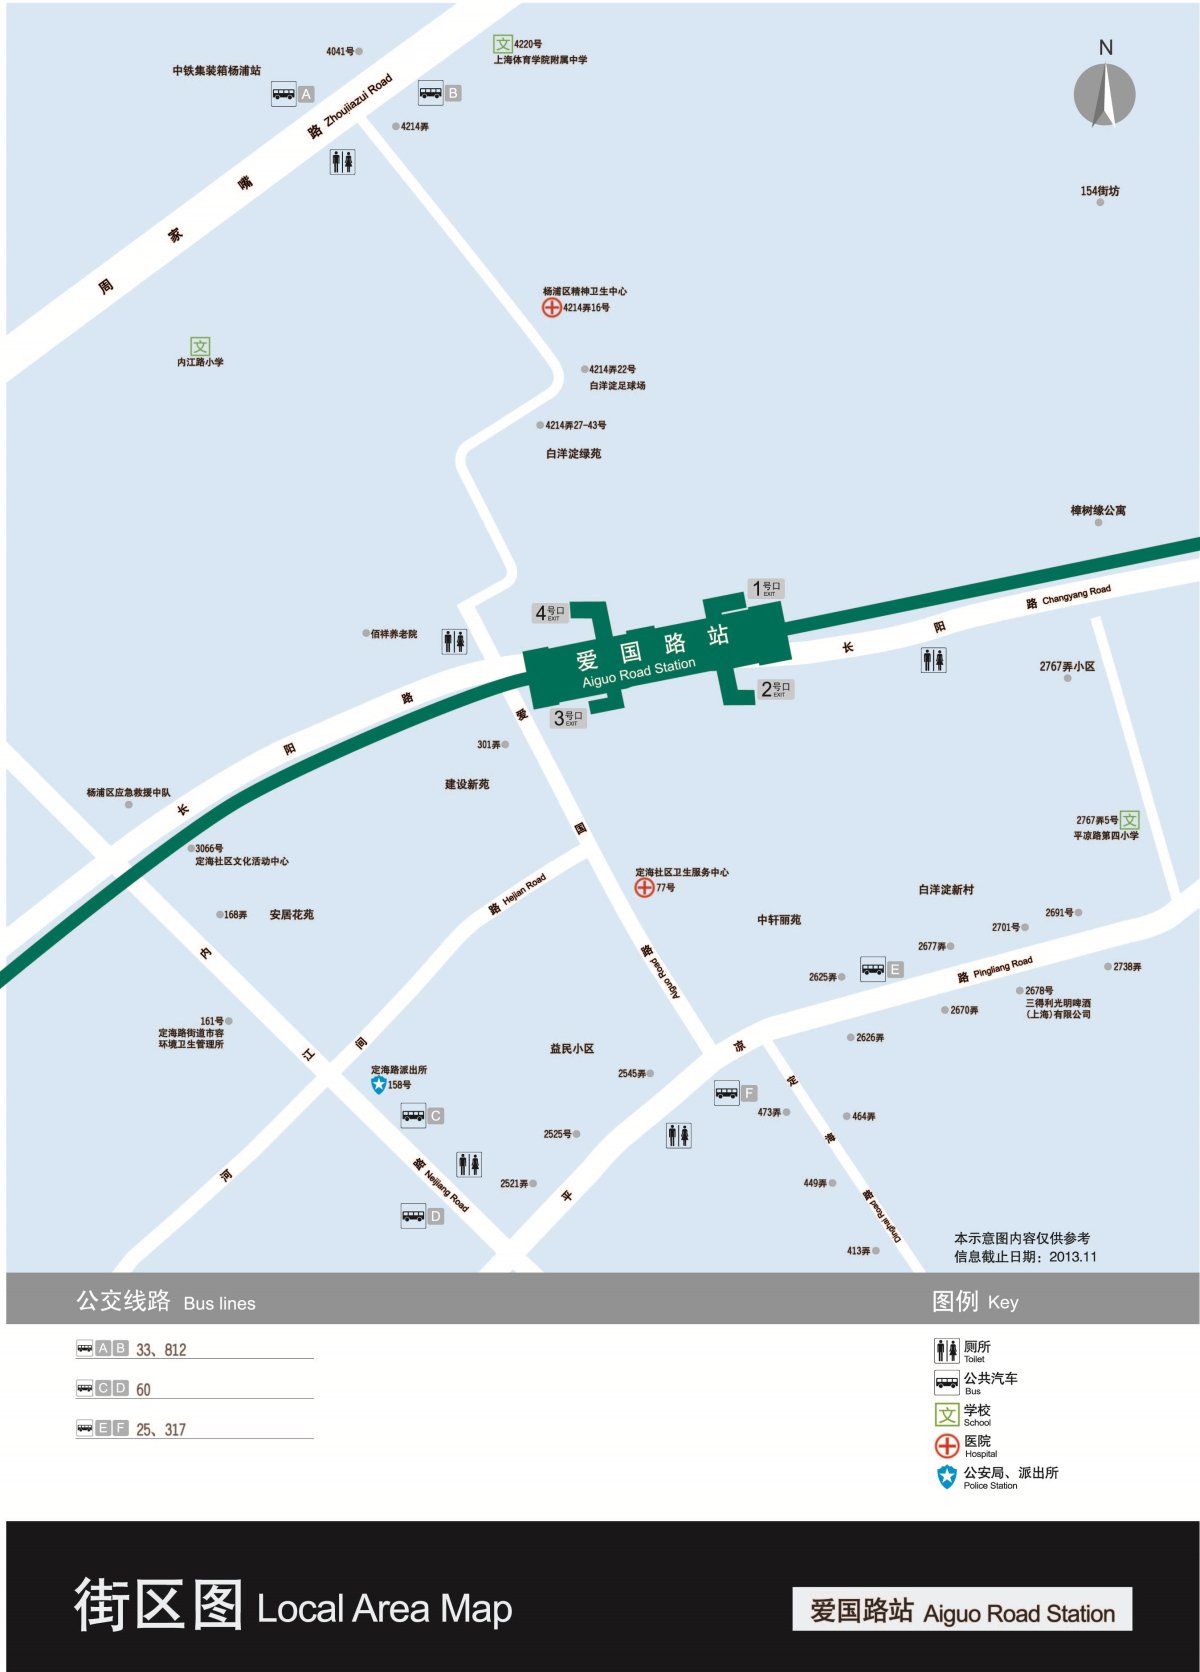 4041号
中铁集装箱杨浦站
A
文 4220号
上海体育学院附属中学
B
4214弄
周家嘴路 Zhoujiazui Road
N
154街坊
杨浦区精神卫生中心
4214弄16号
文
内江路小学
4214弄22号
白洋淀足球场
4214弄27-43号
白洋淀绿苑
樟树缘公寓
1号口
EXIT
4号口
EXIT
长阳路 Changyang Road
佰祥养老院
爱国路站
Aiguo Road Station
2号口
EXIT
3号口
EXIT
2767弄小区
长阳路
301弄
建设新苑
杨浦区应急救援中队
2767弄5号 文
平凉路第四小学
3066号
定海社区文化活动中心
爱国路 Aiguo Road
定海社区卫生服务中心
77号
河间路 Hejian Road
168弄
安居花苑
中轩丽苑
白洋淀新村
2691号
2701号
2677弄
E
2625弄
平凉路 Pingliang Road
2738弄
2678号
三得利光明啤酒
(上海)有限公司
2670弄
2626弄
161号
定海路街道市容
环境卫生管理所
内江路 Neijiang Road
定海路派出所
158号
C
益民小区
2545弄
F
473弄
464弄
2525号
2521弄
D
449弄
定海路 Dinghai Road
413弄
本示意图内容仅供参考
信息截止日期：2013.11
公交线路 Bus lines
A B 33、812
C D 60
E F 25、317
图例 Key
厕所
Toilet
公共汽车
Bus
文 学校
School
医院
Hospital
公安局、派出所
Police Station
街区图 Local Area Map
爱国路站 Aiguo Road Station